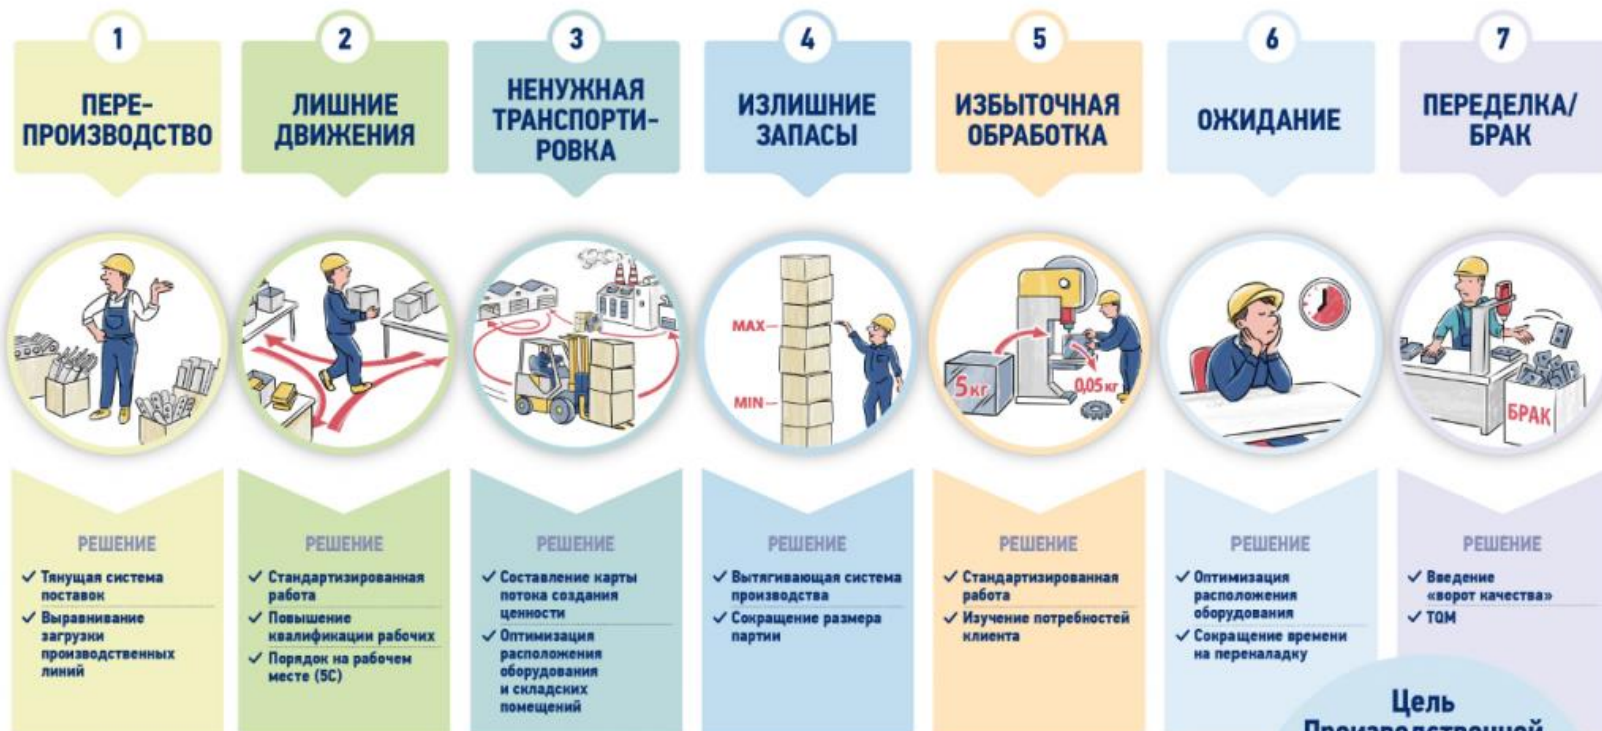 1
ПЕРЕ-
ПРОИЗВОДСТВО
2
ЛИШНИЕ
ДВИЖЕНИЯ
3
НЕНУЖНАЯ
ТРАНСПОРТИ-
РОВКА
4
ИЗЛИШНИЕ
ЗАПАСЫ
5
ИЗБЫТОЧНАЯ
ОБРАБОТКА
6
ОЖИДАНИЕ
7
ПЕРЕДЕЛКА/
БРАК
MAX
MIN
5кг
0,05 кг
БРАК
РЕШЕНИЕ
Тянущая система
поставок
Выравнивание
загрузки
производственных
линий
РЕШЕНИЕ
Стандартизированная
работа
Повышение
квалификации рабочих
Порядок на рабочем
месте (5С)
РЕШЕНИЕ
Составление карты
потока создания
ценности
Оптимизация
расположения
оборудования
и складских
помещений
РЕШЕНИЕ
Вытягивающая система
производства
Сокращение размера
партии
РЕШЕНИЕ
Стандартизированная
работа
Изучение потребностей
клиента
РЕШЕНИЕ
Оптимизация
расположения
оборудования
Сокращение времени
на переналадку
РЕШЕНИЕ
Введение
«ворот качества»
TQM
Цель
Производственной